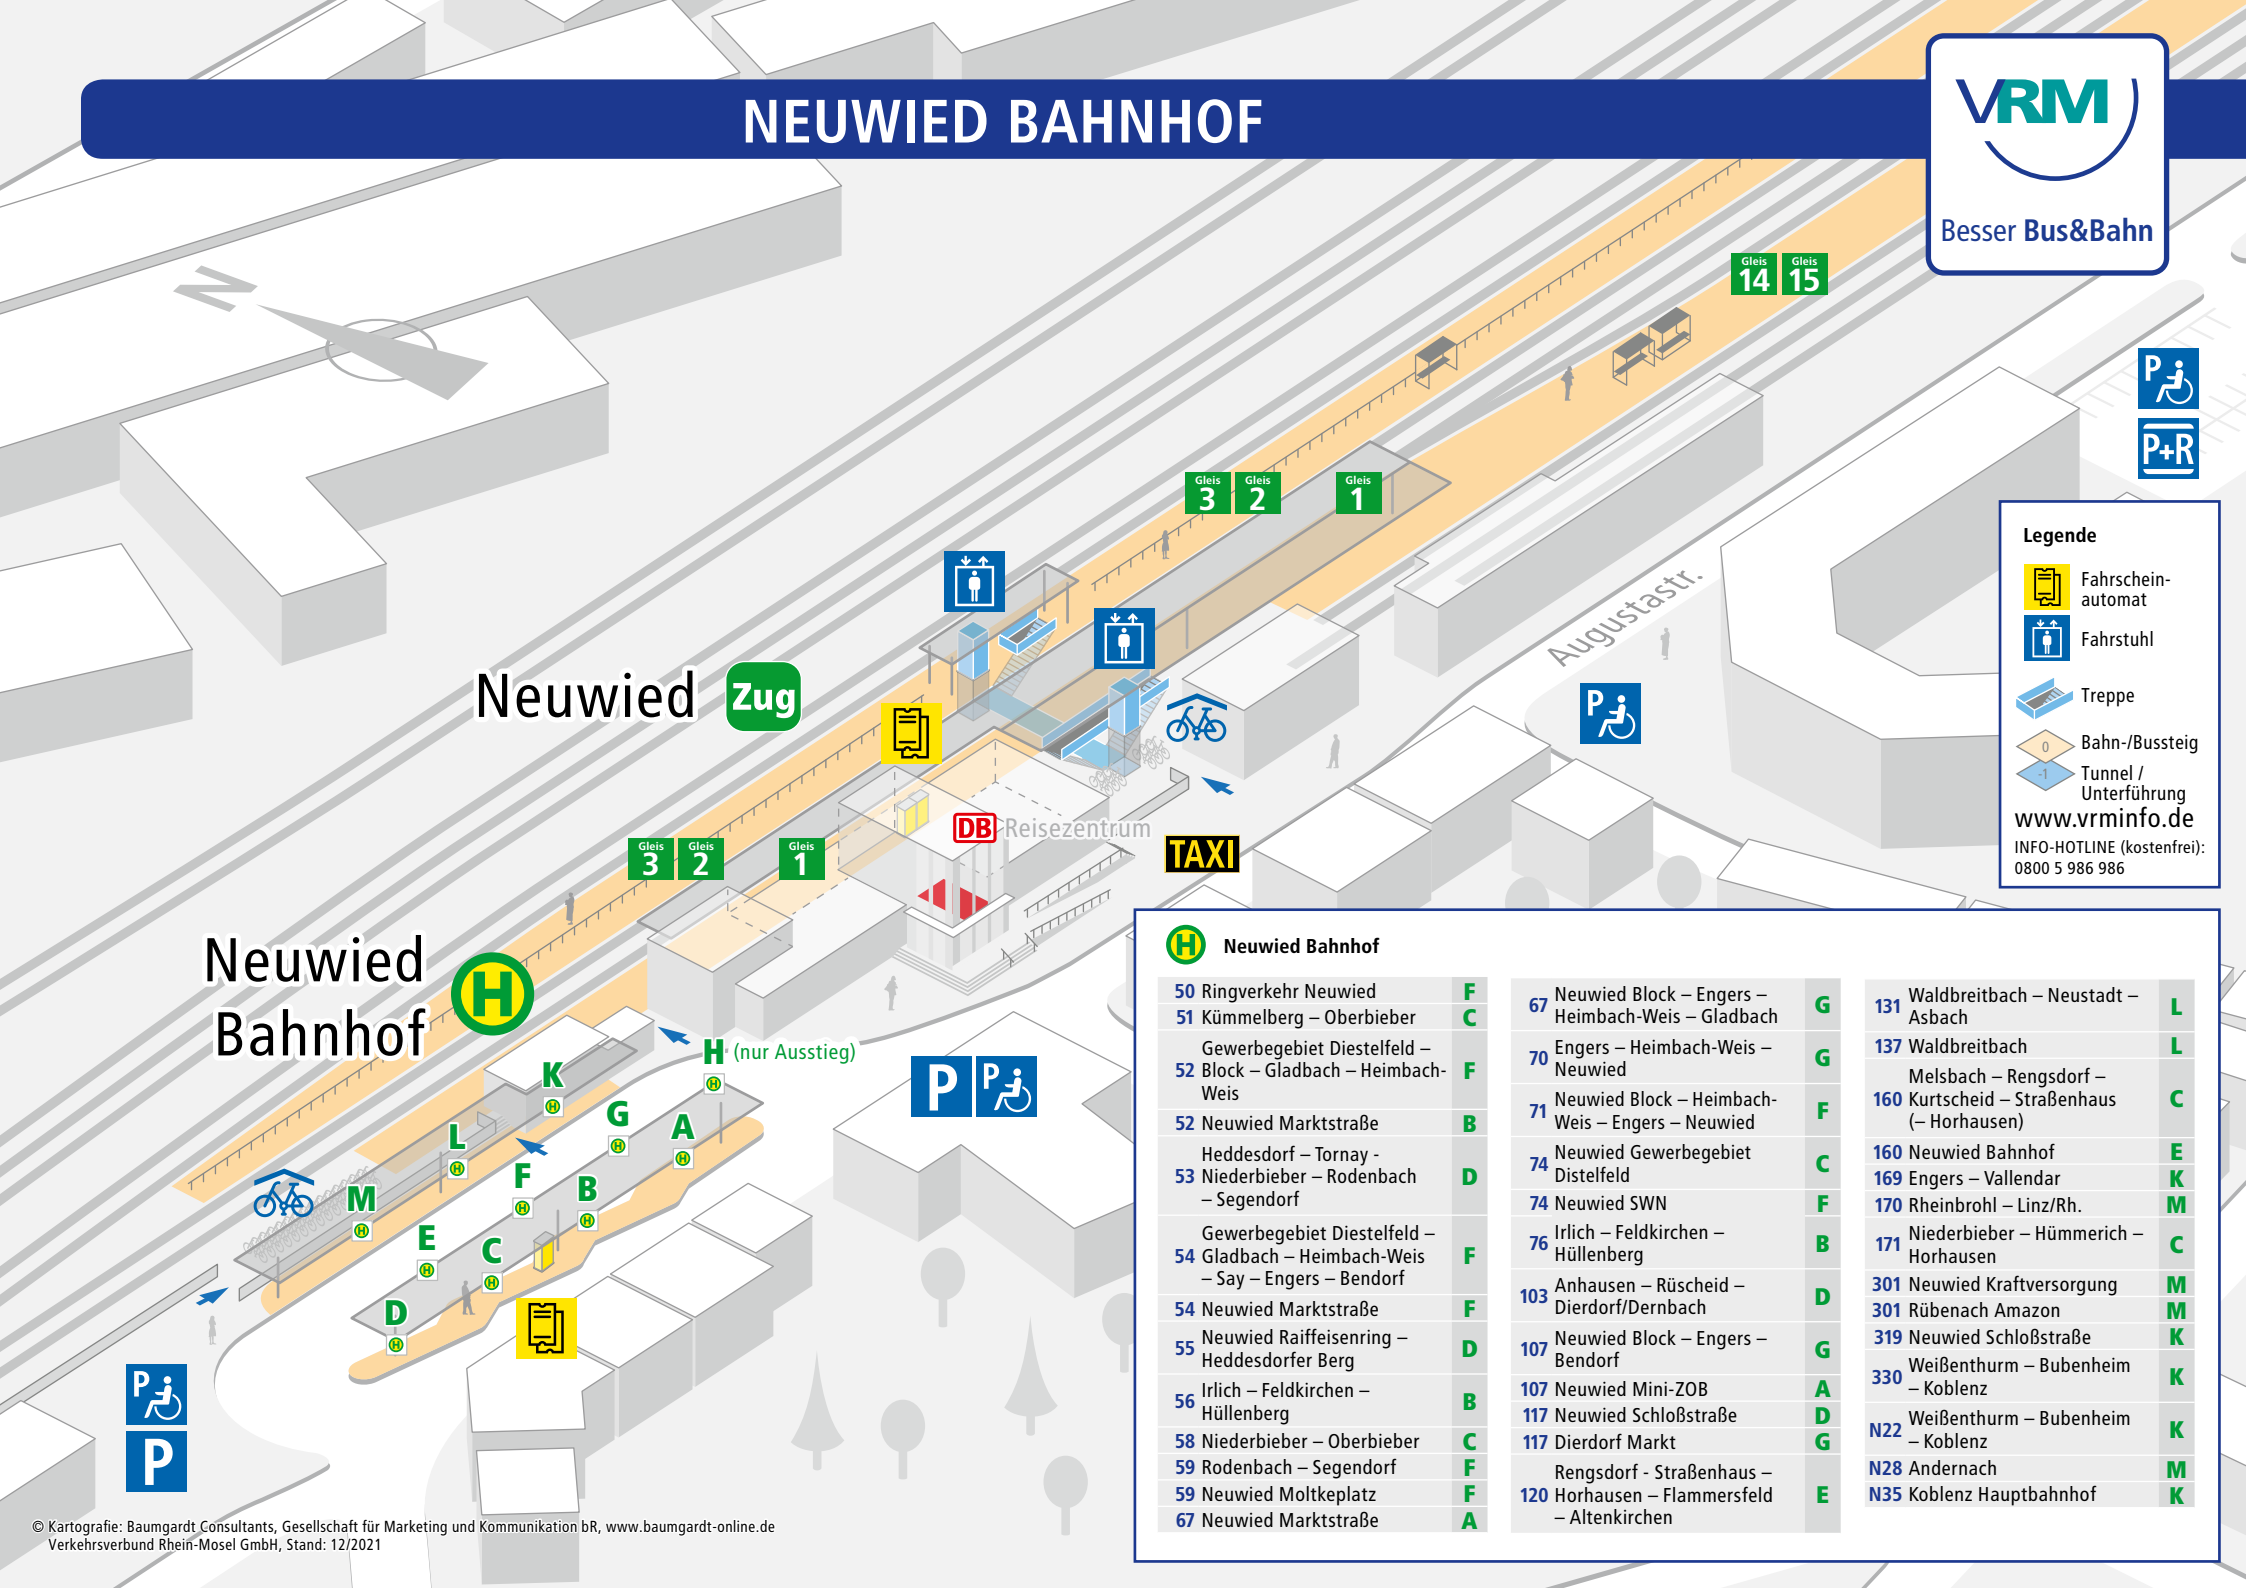 NEUWIED BAHNHOF
VRM
Besser Bus&Bahn
N
Gleis 14
Gleis 15
Gleis 3
Gleis 2
Gleis 1
P
P+R
Augustastr.
P
Neuwied Zug
DB Reisezentrum
TAXI
Gleis 3
Gleis 2
Gleis 1
Neuwied
Bahnhof
H
H (nur Ausstieg)
K
G
A
L
F
B
M
E
C
D
P
P
P
P
Legende
Fahrschein-
automat
Fahrstuhl
Treppe
0 Bahn-/Bussteig
-1 Tunnel /
Unterführung
www.vrminfo.de
INFO-HOTLINE (kostenfrei):
0800 5 986 986
H Neuwied Bahnhof
50 Ringverkehr Neuwied F
51 Kümmelberg – Oberbieber C
Gewerbegebiet Diestelfeld –
52 Block – Gladbach – Heimbach- F
Weis
52 Neuwied Marktstraße B
Heddesdorf – Tornay -
53 Niederbieber – Rodenbach D
– Segendorf
Gewerbegebiet Diestelfeld –
54 Gladbach – Heimbach-Weis F
– Say – Engers – Bendorf
54 Neuwied Marktstraße F
55 Neuwied Raiffeisenring – D
Heddesdorfer Berg
56 Irlich – Feldkirchen – B
Hüllenberg
58 Niederbieber – Oberbieber C
59 Rodenbach – Segendorf F
59 Neuwied Moltkeplatz F
67 Neuwied Marktstraße A
67 Neuwied Block – Engers – G
Heimbach-Weis – Gladbach
70 Engers – Heimbach-Weis – G
Neuwied
71 Neuwied Block – Heimbach- F
Weis – Engers – Neuwied
74 Neuwied Gewerbegebiet C
Distelfeld
74 Neuwied SWN F
76 Irlich – Feldkirchen – B
Hüllenberg
103 Anhausen – Rüscheid – D
Dierdorf/Dernbach
107 Neuwied Block – Engers – G
Bendorf
107 Neuwied Mini-ZOB A
117 Neuwied Schloßstraße D
117 Dierdorf Markt G
Rengsdorf - Straßenhaus –
120 Horhausen – Flammersfeld E
– Altenkirchen
131 Waldbreitbach – Neustadt – L
Asbach
137 Waldbreitbach L
Melsbach – Rengsdorf –
160 Kurtscheid – Straßenhaus C
(– Horhausen)
160 Neuwied Bahnhof E
169 Engers – Vallendar K
170 Rheinbrohl – Linz/Rh. M
171 Niederbieber – Hümmerich – C
Horhausen
301 Neuwied Kraftversorgung M
301 Rübenach Amazon M
319 Neuwied Schloßstraße K
330 Weißenthurm – Bubenheim K
– Koblenz
N22 Weißenthurm – Bubenheim K
– Koblenz
N28 Andernach M
N35 Koblenz Hauptbahnhof K
© Kartografie: Baumgardt Consultants, Gesellschaft für Marketing und Kommunikation bR, www.baumgardt-online.de
Verkehrsverbund Rhein-Mosel GmbH, Stand: 12/2021